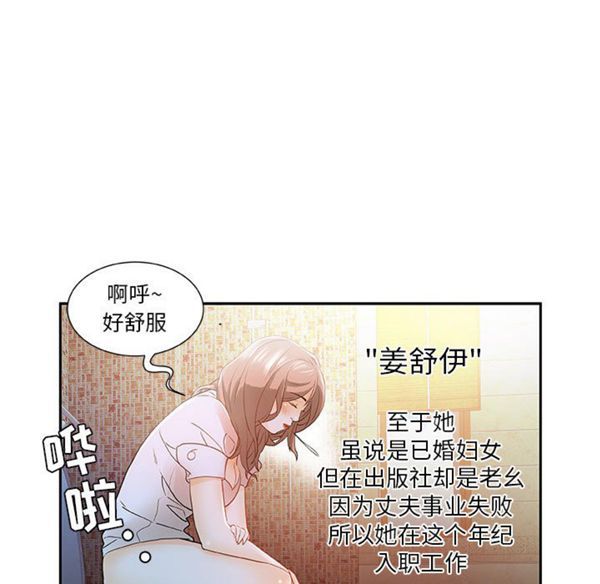 啊呼~
好舒服
"姜舒伊"
至于她
虽说是已婚妇女
但在出版社却是老幺
因为丈夫事业失败
所以她在这个年纪
入职工作
哗
啦